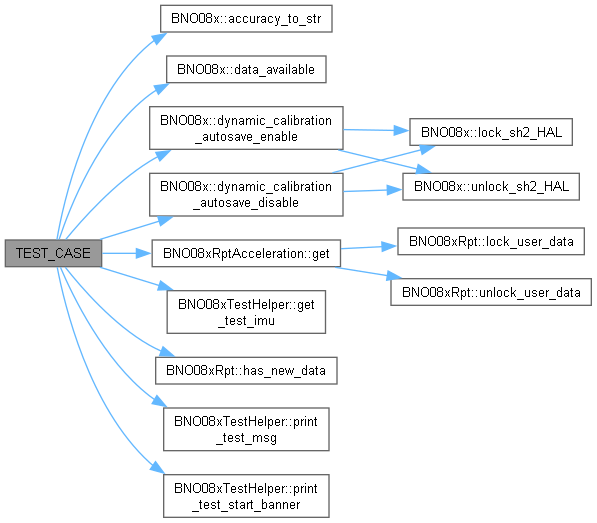 TEST_CASE
BNO08x::accuracy_to_str
BNO08x::data_available
BNO08x::dynamic_calibration
_autosave_enable
BNO08x::lock_sh2_HAL
BNO08x::unlock_sh2_HAL
BNO08x::dynamic_calibration
_autosave_disable
BNO08xRptAcceleration::get
BNO08xRpt::lock_user_data
BNO08xRpt::unlock_user_data
BNO08xTestHelper::get
_test_imu
BNO08xRpt::has_new_data
BNO08xTestHelper::print
_test_msg
BNO08xTestHelper::print
_test_start_banner